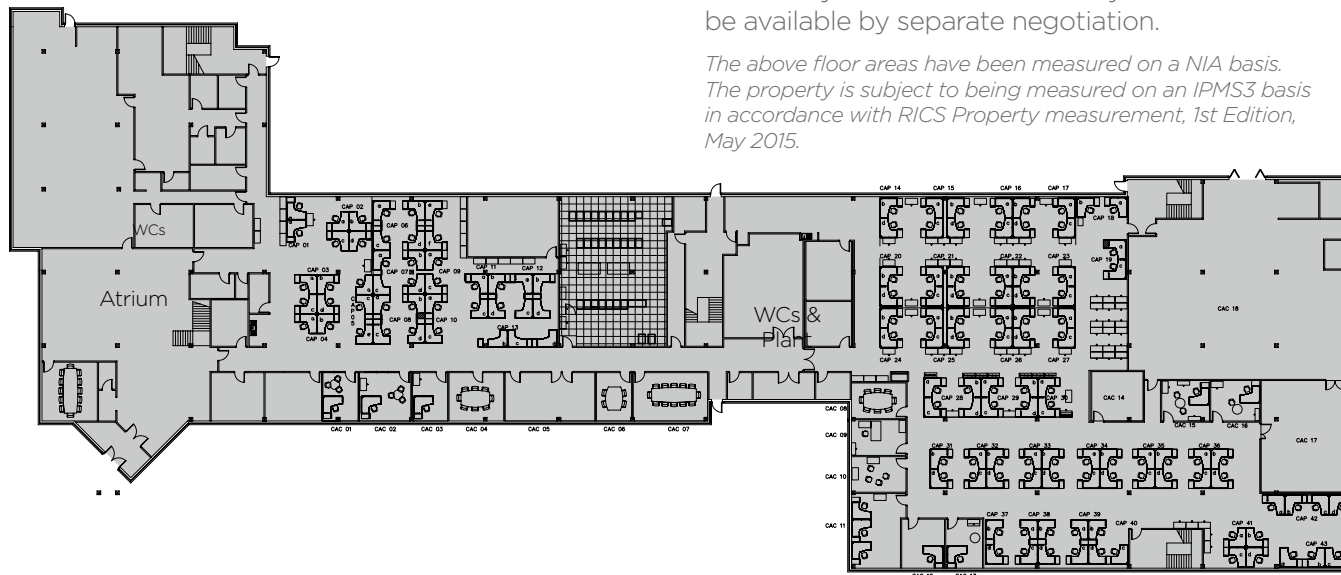 be available by separate negotiation.
The above floor areas have been measured on a NIA basis.
The property is subject to being measured on an IPMS3 basis
in accordance with RICS Property measurement, 1st Edition,
May 2015.
WCs
Atrium
WCs &
Plant
CAP 01
CAP 02
CAP 03
CAP 04
CAP 05
CAP 06
CAP 07
CAP 08
CAP 09
CAP 10
CAP 11
CAP 12
CAP 13
CAP 14
CAP 15
CAP 16
CAP 17
CAP 18
CAP 19
CAP 20
CAP 21
CAP 22
CAP 23
CAP 24
CAP 25
CAP 26
CAP 27
CAP 28
CAP 29
CAP 30
CAP 31
CAP 32
CAP 33
CAP 34
CAP 35
CAP 36
CAP 37
CAP 38
CAP 39
CAP 40
CAP 41
CAP 42
CAP 43
CAC 01
CAC 02
CAC 03
CAC 04
CAC 05
CAC 06
CAC 07
CAC 08
CAC 09
CAC 10
CAC 11
CAC 14
CAC 15
CAC 16
CAC 17
CAC 18